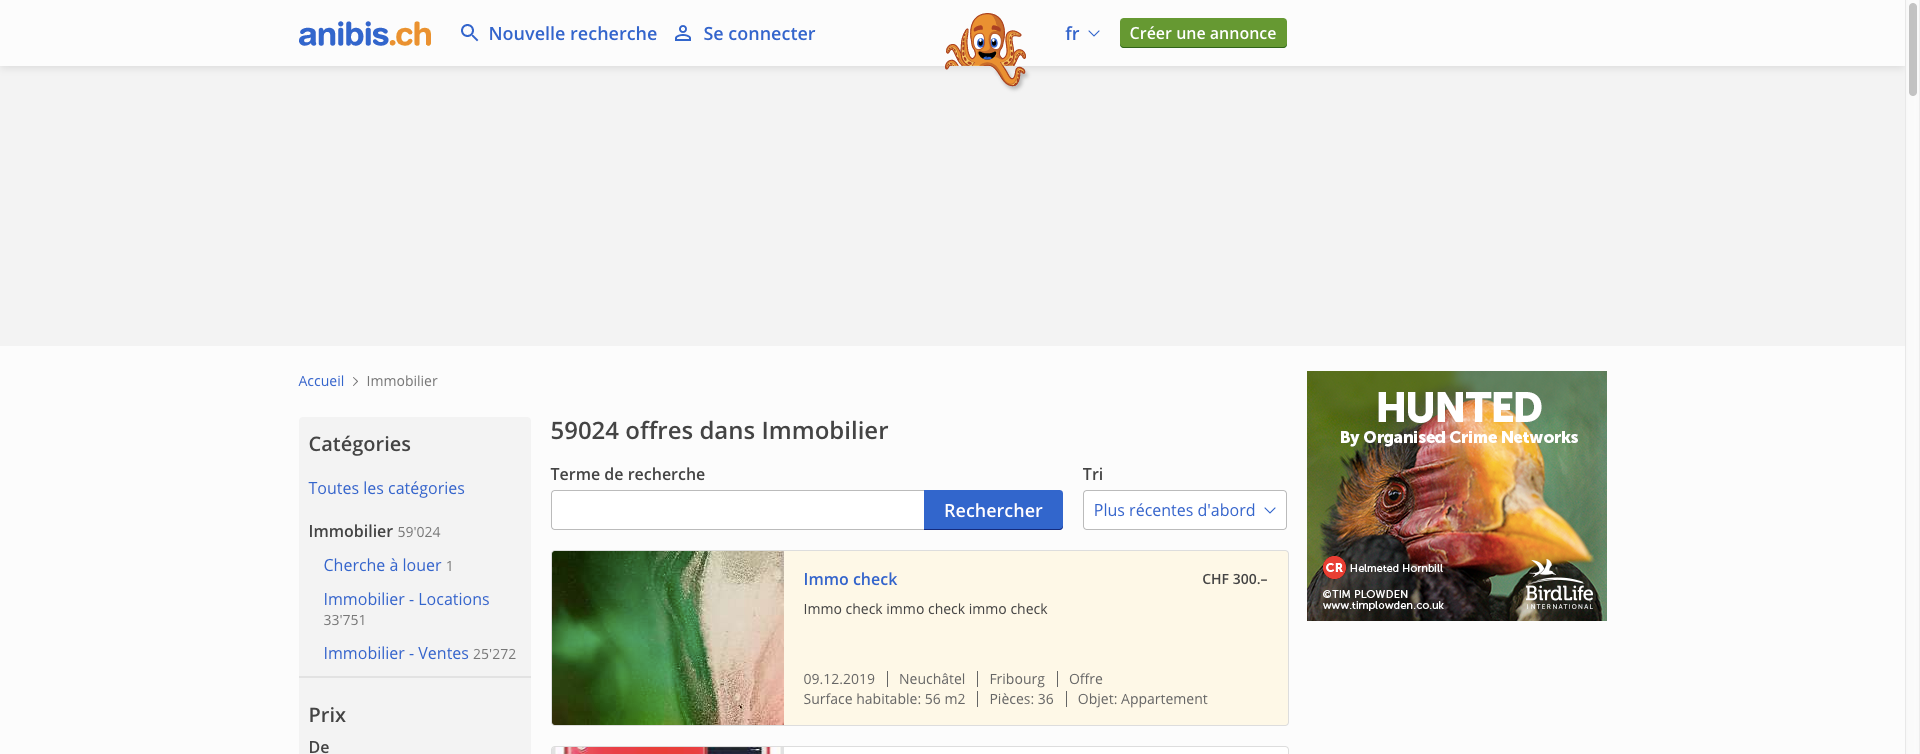 anibis.ch
Nouvelle recherche
Se connecter
fr
Créer une annonce
Accueil > Immobilier
Catégories
Toutes les catégories
Immobilier 59'024
Cherche à louer 1
Immobilier - Locations
33'751
Immobilier - Ventes 25'272
Prix
De
59024 offres dans Immobilier
Terme de recherche
Rechercher
Tri
Plus récentes d'abord
Immo check
CHF 300.–
Immo check immo check immo check
09.12.2019 | Neuchâtel | Fribourg | Offre
Surface habitable: 56 m2 | Pièces: 36 | Objet: Appartement
HUNTED
By Organised Crime Networks
CR Helmeted Hornbill
©TIM PLOWDEN
www.timplowden.co.uk
BirdLife
INTERNATIONAL